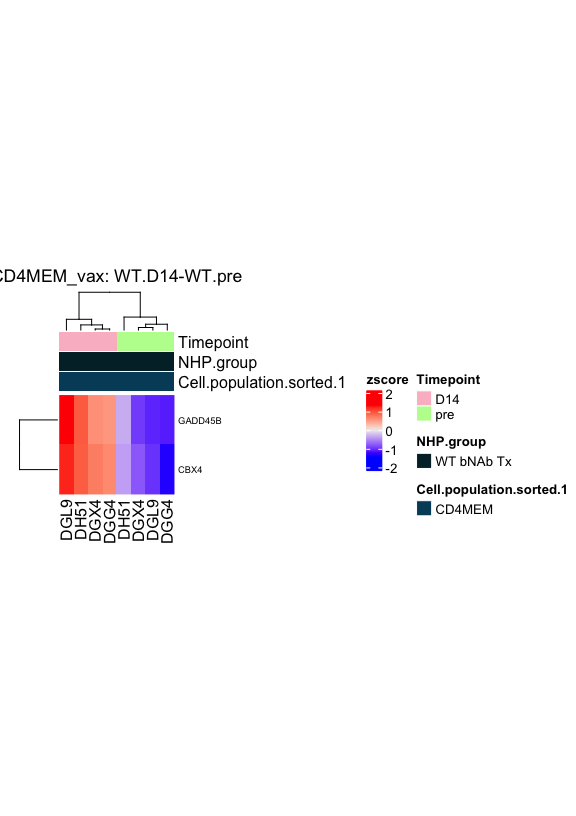 CD4MEM_vax: WT.D14-WT.pre
Timepoint
NHP.group
Cell.population.sorted.1
GADD45B
CBX4
DGL9
DH51
DGX4
DGG4
DH51
DGX4
DGL9
DGG4
zscore
2
1
0
-1
-2
Timepoint
D14
pre
NHP.group
WT bNAb Tx
Cell.population.sorted.1
CD4MEM